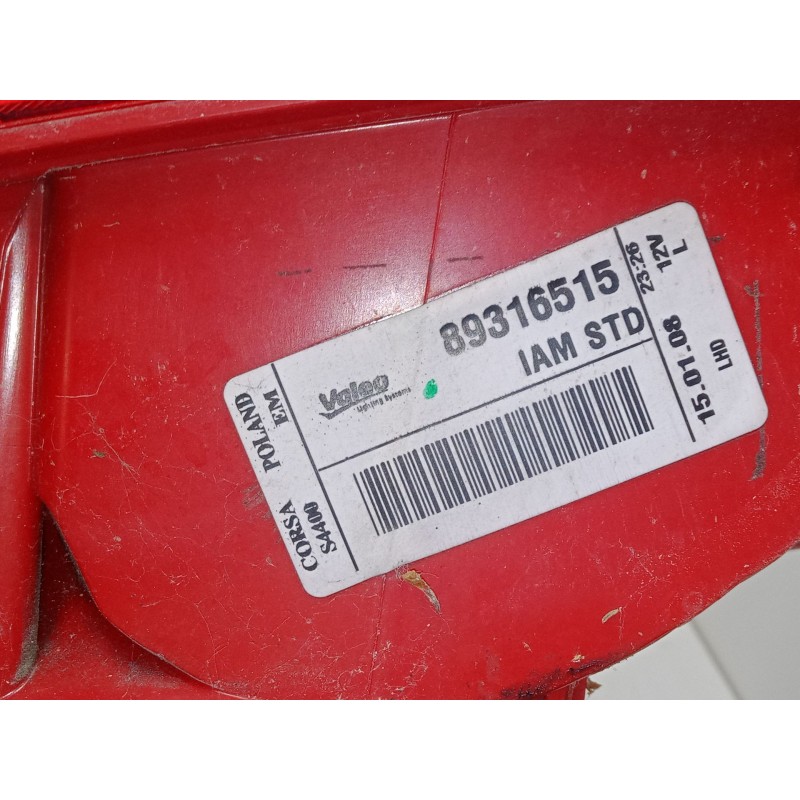 CORSA POLAND
S4400 EM
Valeo
Lighting Systems
89316515
IAM STD
15-01-08 23:26
LHD 12V
L